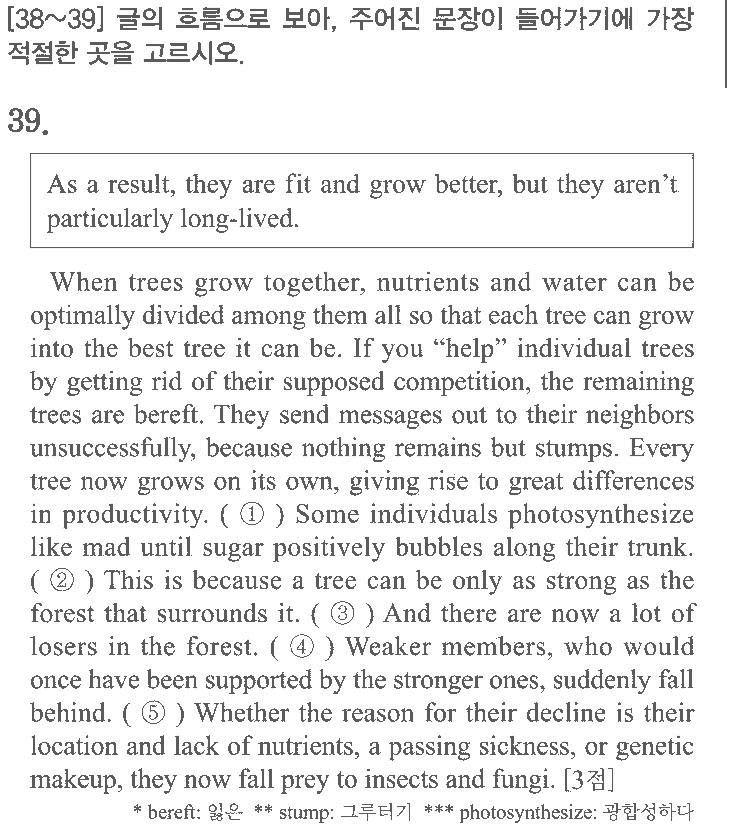 [38~39] 글의 흐름으로 보아, 주어진 문장이 들어가기에 가장
적절한 곳을 고르시오.
39.
As a result, they are fit and grow better, but they aren’t
particularly long-lived.
When trees grow together, nutrients and water can be
optimally divided among them all so that each tree can grow
into the best tree it can be. If you “help” individual trees
by getting rid of their supposed competition, the remaining
trees are bereft. They send messages out to their neighbors
unsuccessfully, because nothing remains but stumps. Every
tree now grows on its own, giving rise to great differences
in productivity. ( ① ) Some individuals photosynthesize
like mad until sugar positively bubbles along their trunk.
( ② ) This is because a tree can be only as strong as the
forest that surrounds it. ( ③ ) And there are now a lot of
losers in the forest. ( ④ ) Weaker members, who would
once have been supported by the stronger ones, suddenly fall
behind. ( ⑤ ) Whether the reason for their decline is their
location and lack of nutrients, a passing sickness, or genetic
makeup, they now fall prey to insects and fungi. [3점]
* bereft: 잃은 ** stump: 그루터기 *** photosynthesize: 광합성하다